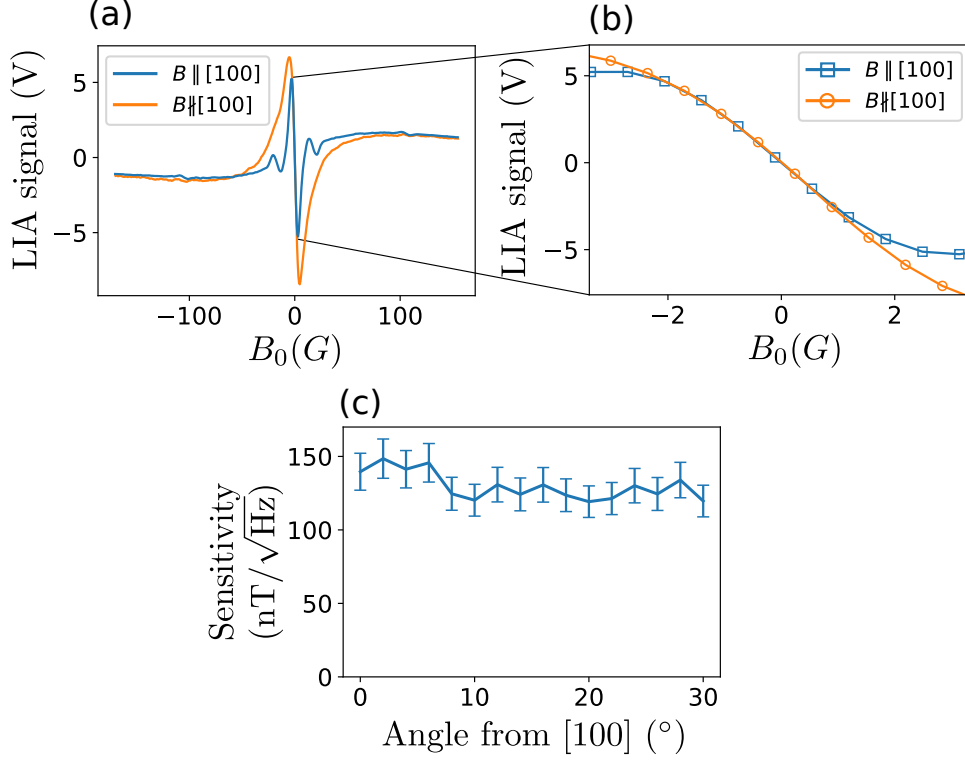 (a)
LIA signal (V)
5
0
−5
B ∥ [100]
B∦[100]
−100
0
100
B₀(G)
(b)
LIA signal (V)
5
0
−5
B ∥ [100]
B∦[100]
−2
0
2
B₀(G)
(c)
Sensitivity
(nT/√Hz)
150
100
50
0
0
10
20
30
Angle from [100] (°)